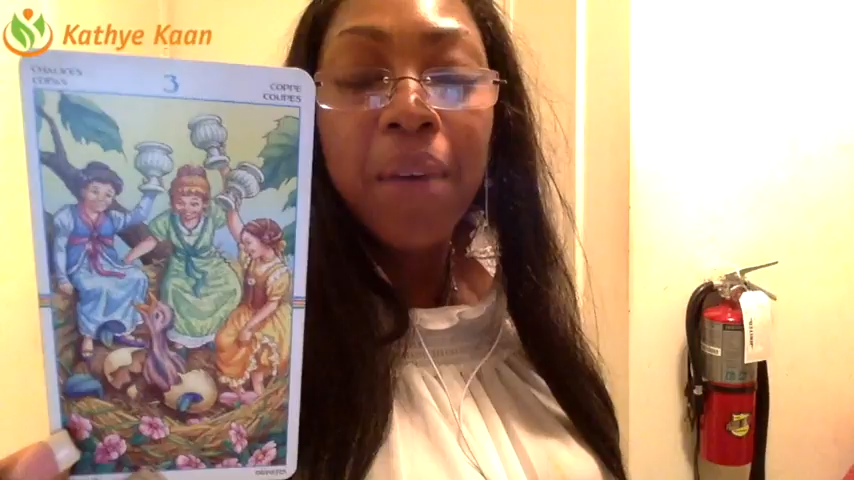 Kathye Kaan
CHALICES
COPAS
3
COPPE
COUPES